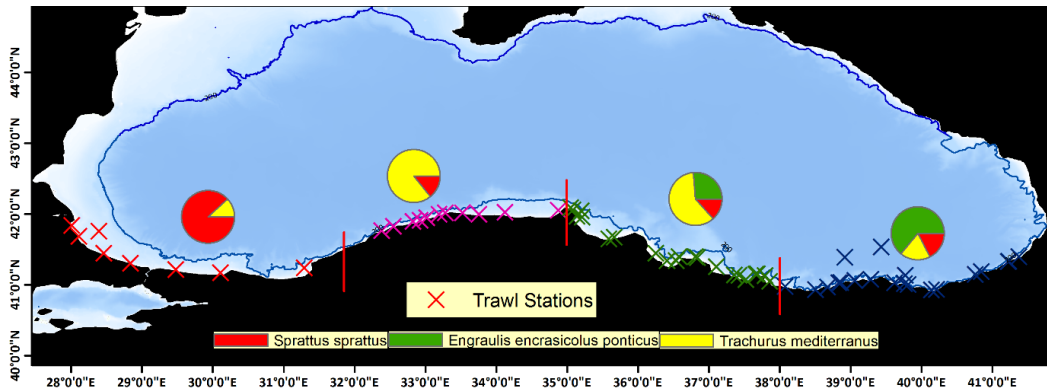 44°0'0"N
43°0'0"N
42°0'0"N
41°0'0"N
40°0'0"N
Trawl Stations
Sprattus sprattus
Engraulis encrasicolus ponticus
Trachurus mediterranus
28°0'0"E 29°0'0"E 30°0'0"E 31°0'0"E 32°0'0"E 33°0'0"E 34°0'0"E 35°0'0"E 36°0'0"E 37°0'0"E 38°0'0"E 39°0'0"E 40°0'0"E 41°0'0"E